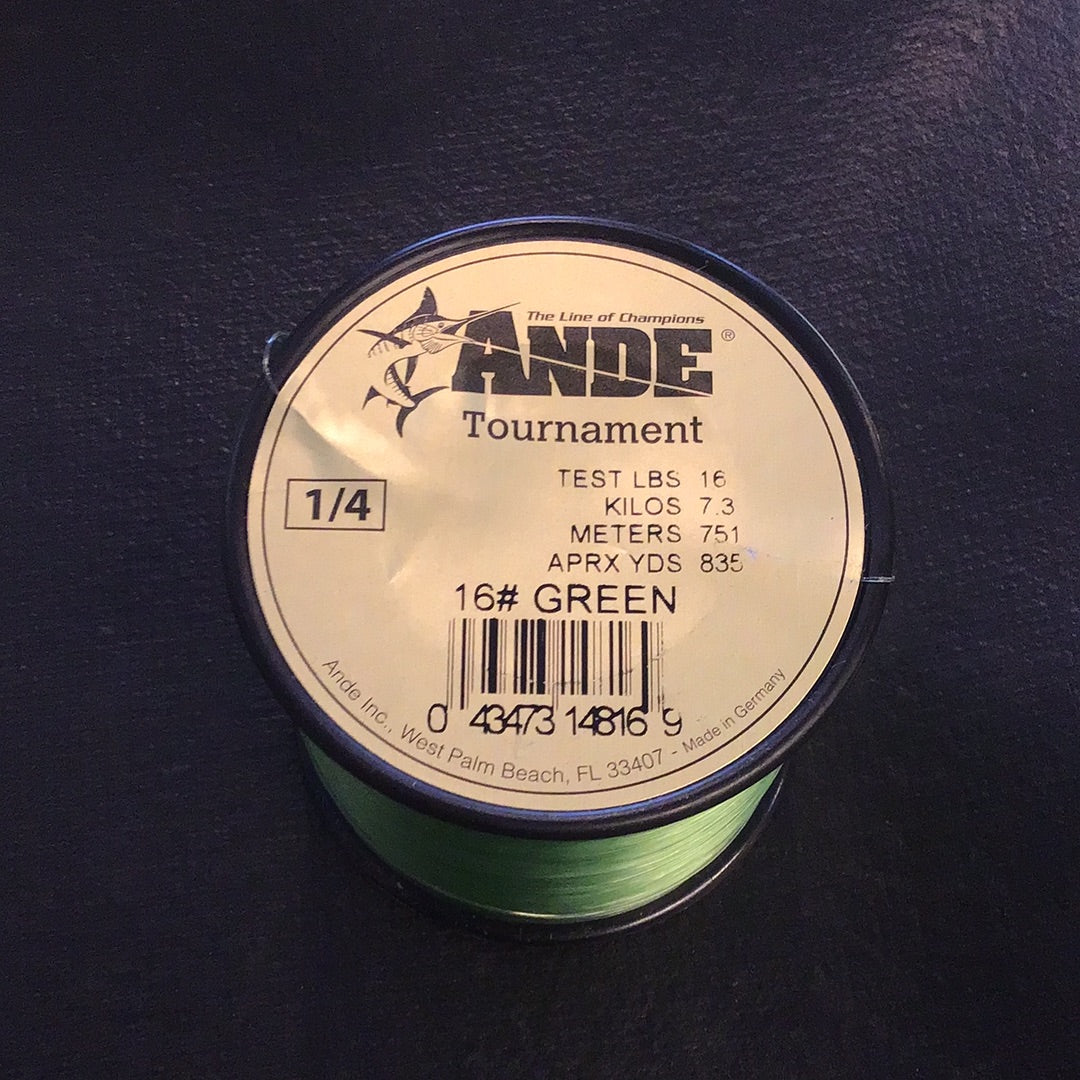 The Line of Champions
ANDE®
Tournament
1/4
TEST LBS 16
KILOS 7.3
METERS 751
APRX YDS 835
16# GREEN
0 43473 14816 9
Ande Inc., West Palm Beach, FL 33407 - Made in Germany